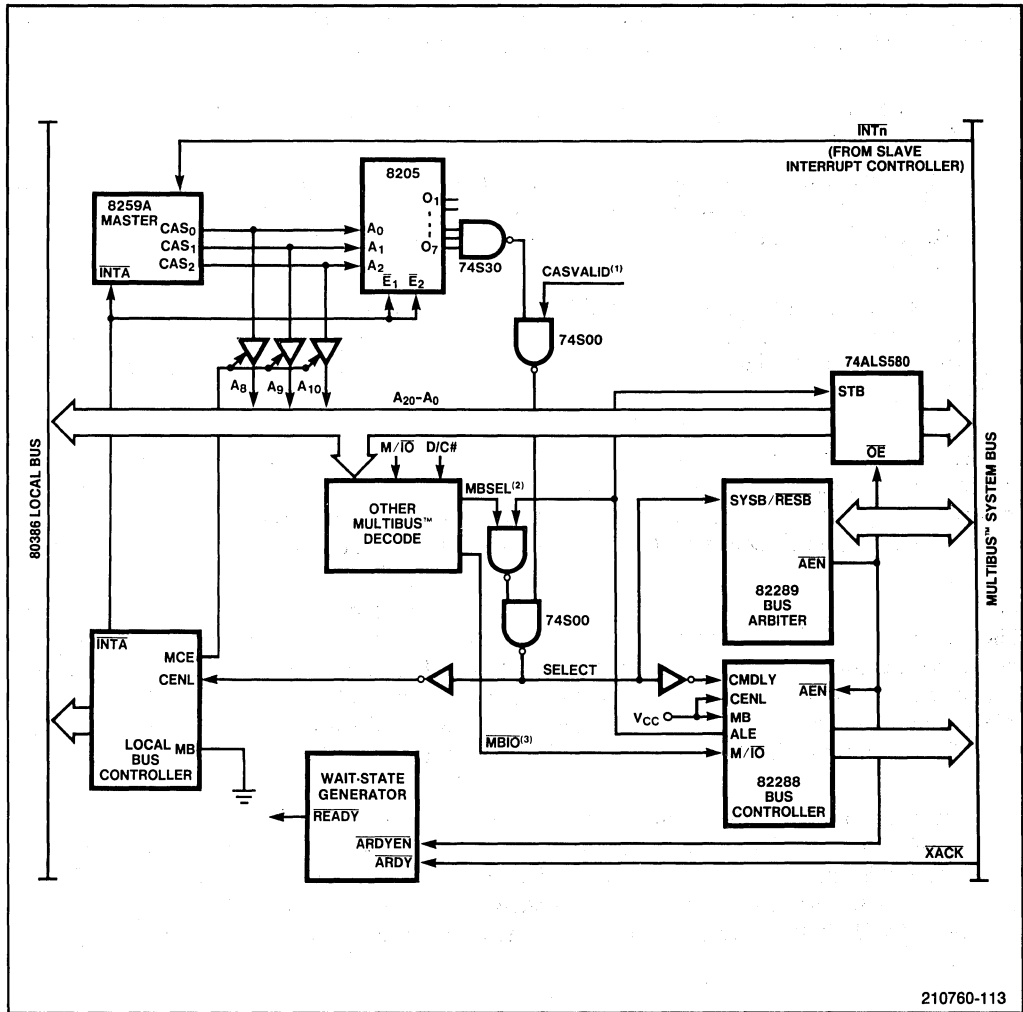 INTn
(FROM SLAVE
INTERRUPT CONTROLLER)
8259A
MASTER
CAS0
CAS1
CAS2
INTA
8205
A0
A1
A2
O1
O7
E1 E2
74S30
CASVALID(1)
74S00
A8 A9 A10
A20-A0
74ALS580
STB
OE
80386 LOCAL BUS
MULTIBUS™ SYSTEM BUS
M/IO D/C#
OTHER
MULTIBUS™
DECODE
MBSEL(2)
74S00
SYSB/RESB
AEN
82289
BUS
ARBITER
INTA
MCE
CENL
MB
LOCAL
BUS
CONTROLLER
SELECT
VCC
MBIO(3)
CMDLY
CENL
MB
ALE
M/IO
AEN
82288
BUS
CONTROLLER
WAIT-STATE
GENERATOR
READY
ARDYEN
ARDY
XACK
210760-113